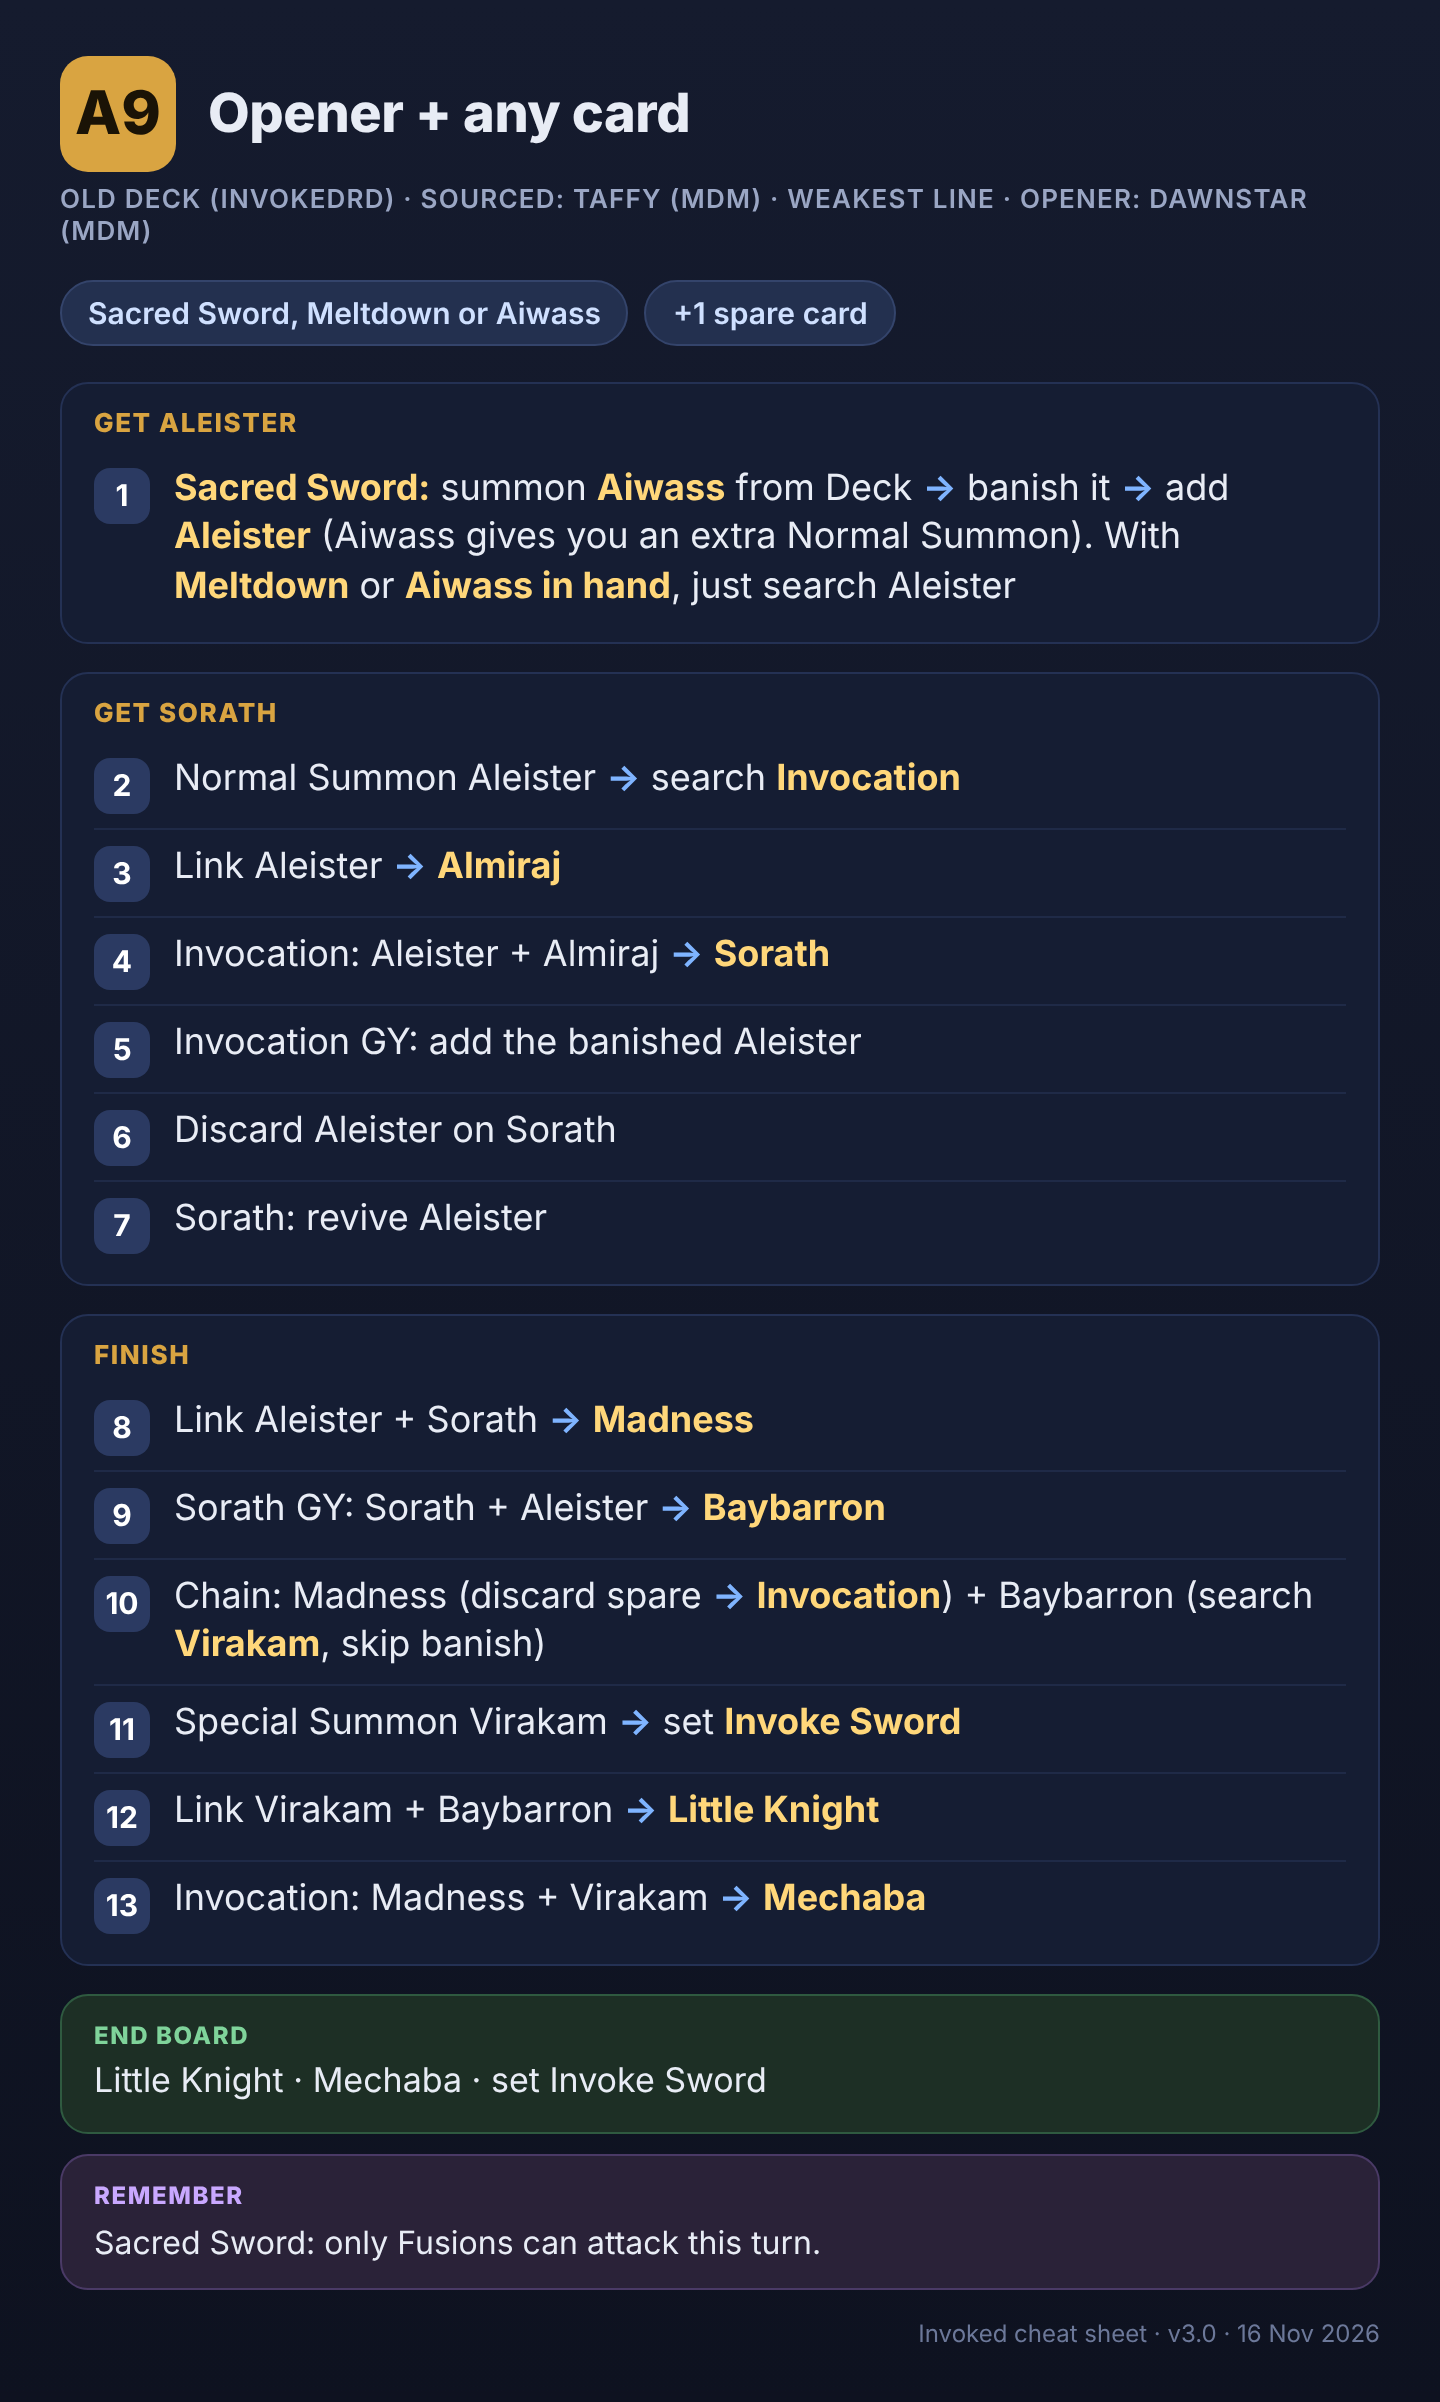 A9
Opener + any card
OLD DECK (INVOKEDRD) · SOURCED: TAFFY (MDM) · WEAKEST LINE · OPENER: DAWNSTAR
(MDM)
Sacred Sword, Meltdown or Aiwass
+1 spare card
GET ALEISTER
1
Sacred Sword: summon Aiwass from Deck → banish it → add
Aleister (Aiwass gives you an extra Normal Summon). With
Meltdown or Aiwass in hand, just search Aleister
GET SORATH
2 Normal Summon Aleister → search Invocation
3 Link Aleister → Almiraj
4 Invocation: Aleister + Almiraj → Sorath
5 Invocation GY: add the banished Aleister
6 Discard Aleister on Sorath
7 Sorath: revive Aleister
FINISH
8 Link Aleister + Sorath → Madness
9 Sorath GY: Sorath + Aleister → Baybarron
10 Chain: Madness (discard spare → Invocation) + Baybarron (search
Virakam, skip banish)
11 Special Summon Virakam → set Invoke Sword
12 Link Virakam + Baybarron → Little Knight
13 Invocation: Madness + Virakam → Mechaba
END BOARD
Little Knight · Mechaba · set Invoke Sword
REMEMBER
Sacred Sword: only Fusions can attack this turn.
Invoked cheat sheet · v3.0 · 16 Nov 2026